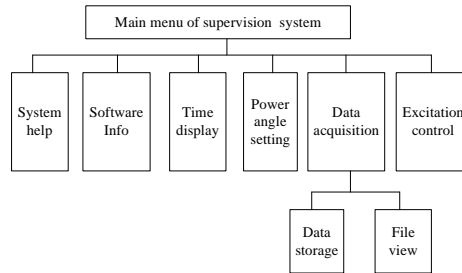 Main menu of supervision system
System
help
Software
Info
Time
display
Power
angle
setting
Data
acquisition
Excitation
control
Data
storage
File
view